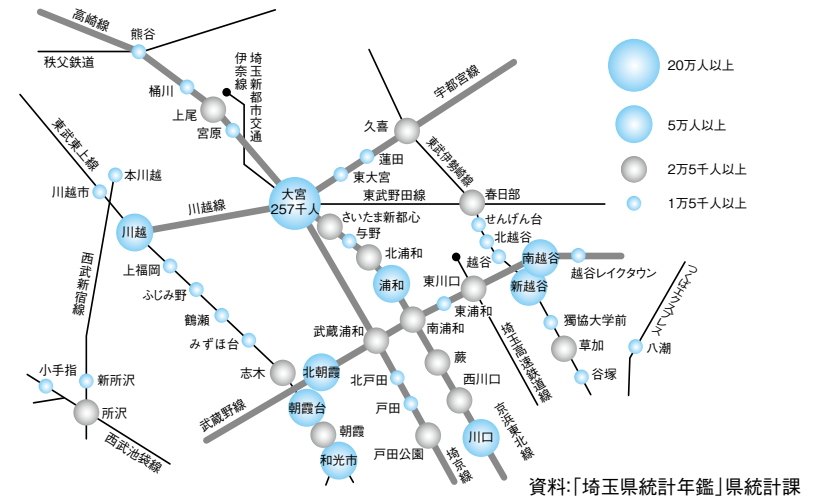 高崎線
熊谷
秩父鉄道
桶川
上尾
宮原
埼玉新都市交通
伊奈線
宇都宮線
久喜
蓮田
東大宮
東武伊勢崎線
東武東上線
本川越
川越市
川越
川越線
大宮
257千人
東武野田線
春日部
さいたま新都心
与野
北浦和
浦和
せんげん台
北越谷
越谷
南越谷
新越谷
越谷レイクタウン
東川口
東浦和
南浦和
武蔵浦和
西武新宿線
上福岡
ふじみ野
鶴瀬
みずほ台
志木
北朝霞
朝霞台
朝霞
和光市
武蔵野線
小手指
新所沢
所沢
西武池袋線
北戸田
戸田
戸田公園
埼京線
蕨
西川口
川口
京浜東北線
埼玉高速鉄道線
獨協大学前
草加
谷塚
つくばエクスプレス
八潮
20万人以上
5万人以上
2万5千人以上
1万5千人以上
資料:「埼玉県統計年鑑」県統計課